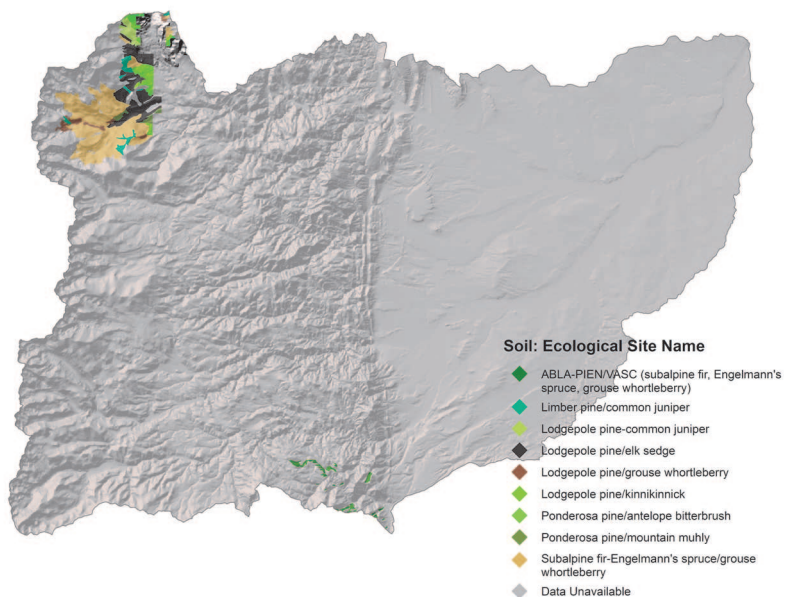 Soil: Ecological Site Name
ABLA-PIEN/VASC (subalpine fir, Engelmann's
spruce, grouse whortleberry)
Limber pine/common juniper
Lodgepole pine-common juniper
Lodgepole pine/elk sedge
Lodgepole pine/grouse whortleberry
Lodgepole pine/kinnikinnick
Ponderosa pine/antelope bitterbrush
Ponderosa pine/mountain muhly
Subalpine fir-Engelmann's spruce/grouse
whortleberry
Data Unavailable